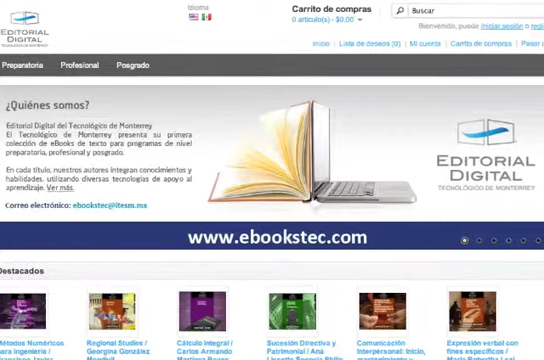 Idioma
Carrito de compras
0 artículo(s) - $0.00
Buscar
Bienvenido, puede iniciar sesión o
Inicio | Lista de deseos (0) | Mi cuenta | Carrito de compras | Pasar
EDITORIAL
DIGITAL
TECNOLÓGICO DE MONTERREY
Preparatoria Profesional Posgrado
¿Quiénes somos?
Editorial Digital del Tecnológico de Monterrey
El Tecnológico de Monterrey presenta su primera
colección de eBooks de texto para programas de nivel
preparatoria, profesional y posgrado.
En cada título, nuestros autores integran conocimientos y
habilidades, utilizando diversas tecnologías de apoyo al
aprendizaje. Ver más.
Correo electrónico: ebookstec@itesm.mx
EDITORIAL
DIGITAL
TECNOLÓGICO DE MONTERREY
www.ebookstec.com
Destacados
Métodos Numéricos
para Ingeniería /
Regional Studies /
Georgina González
Cálculo Integral /
Carlos Armando
Sucesión Directiva y
Patrimonial / Ana
Comunicación
Interpersonal: Inicio,
Expresión verbal con
fines específicos /